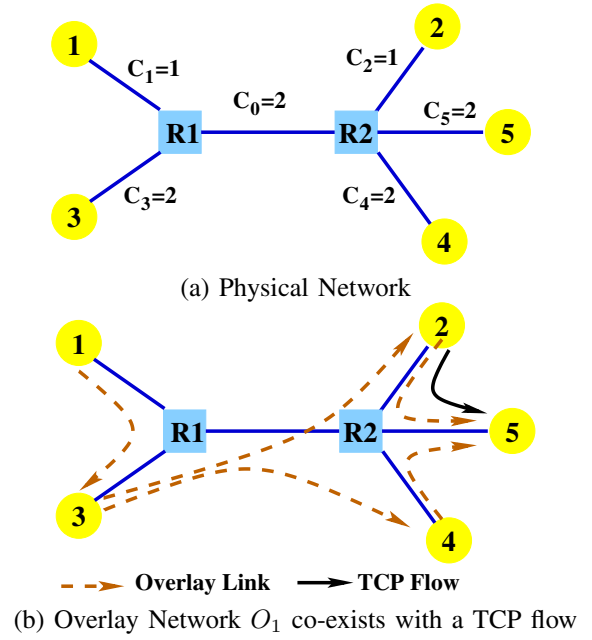 1
2
C₁=1
C₂=1
C₀=2
C₅=2
R1
R2
5
C₃=2
C₄=2
3
4
(a) Physical Network
1
2
R1
R2
5
3
4
Overlay Link
TCP Flow
(b) Overlay Network O₁ co-exists with a TCP flow